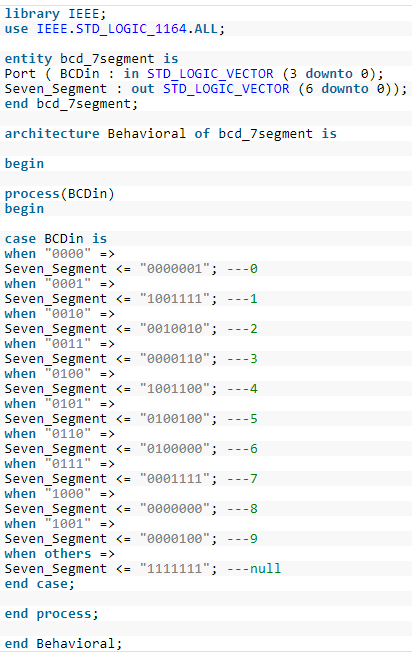 library IEEE;
use IEEE.STD_LOGIC_1164.ALL;
entity bcd_7segment is
Port ( BCDin : in STD_LOGIC_VECTOR (3 downto 0);
Seven_Segment : out STD_LOGIC_VECTOR (6 downto 0));
end bcd_7segment;
architecture Behavioral of bcd_7segment is
begin
process(BCDin)
begin
case BCDin is
when "0000" =>
Seven_Segment <= "0000001"; ---0
when "0001" =>
Seven_Segment <= "1001111"; ---1
when "0010" =>
Seven_Segment <= "0010010"; ---2
when "0011" =>
Seven_Segment <= "0000110"; ---3
when "0100" =>
Seven_Segment <= "1001100"; ---4
when "0101" =>
Seven_Segment <= "0100100"; ---5
when "0110" =>
Seven_Segment <= "0100000"; ---6
when "0111" =>
Seven_Segment <= "0001111"; ---7
when "1000" =>
Seven_Segment <= "0000000"; ---8
when "1001" =>
Seven_Segment <= "0000100"; ---9
when others =>
Seven_Segment <= "1111111"; ---null
end case;
end process;
end Behavioral;